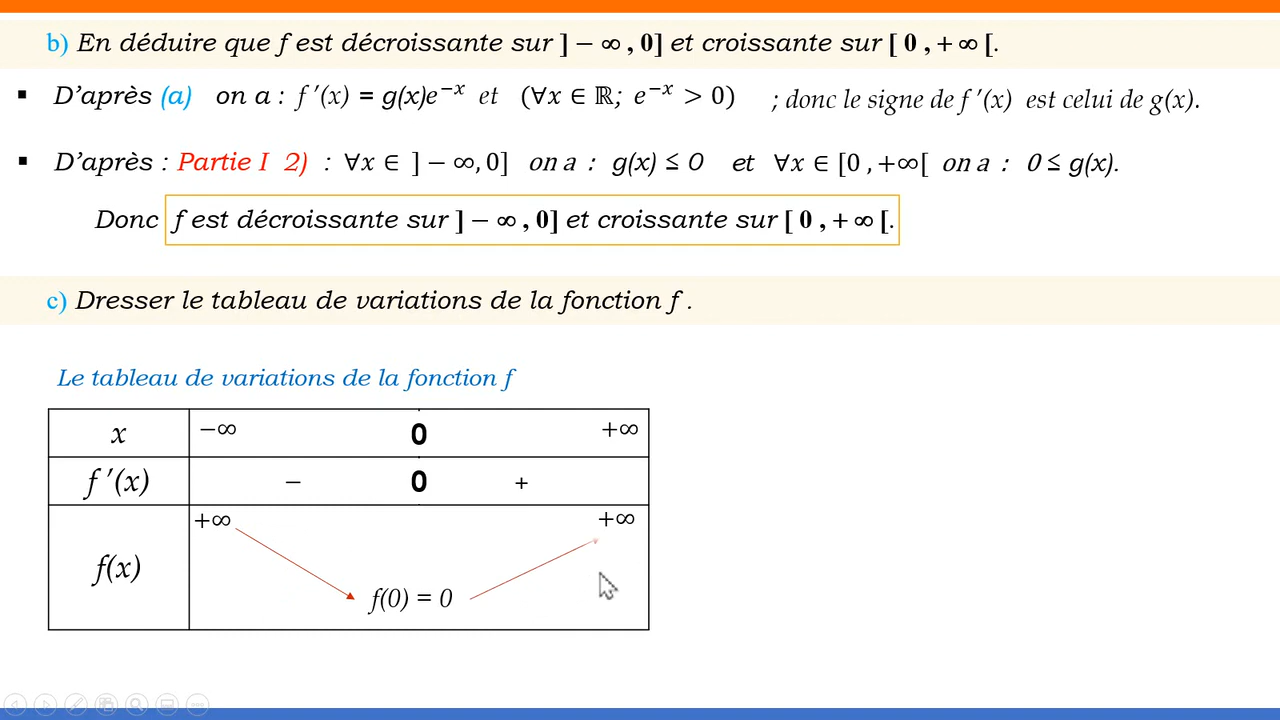 b) En déduire que f est décroissante sur ] − ∞ , 0] et croissante sur [ 0 , + ∞ [.
▪ D’après (a) on a : f ′(x) = g(x)e⁻ˣ et (∀x ∈ ℝ; e⁻ˣ > 0) ; donc le signe de f ′(x) est celui de g(x).
▪ D’après : Partie I 2) : ∀x ∈ ] − ∞, 0] on a : g(x) ≤ 0 et ∀x ∈ [0 , +∞[ on a : 0 ≤ g(x).
Donc f est décroissante sur ] − ∞ , 0] et croissante sur [ 0 , + ∞ [.
c) Dresser le tableau de variations de la fonction f .
Le tableau de variations de la fonction f
x −∞ 0 +∞
f ′(x) − 0 +
f(x) +∞ f(0) = 0 +∞